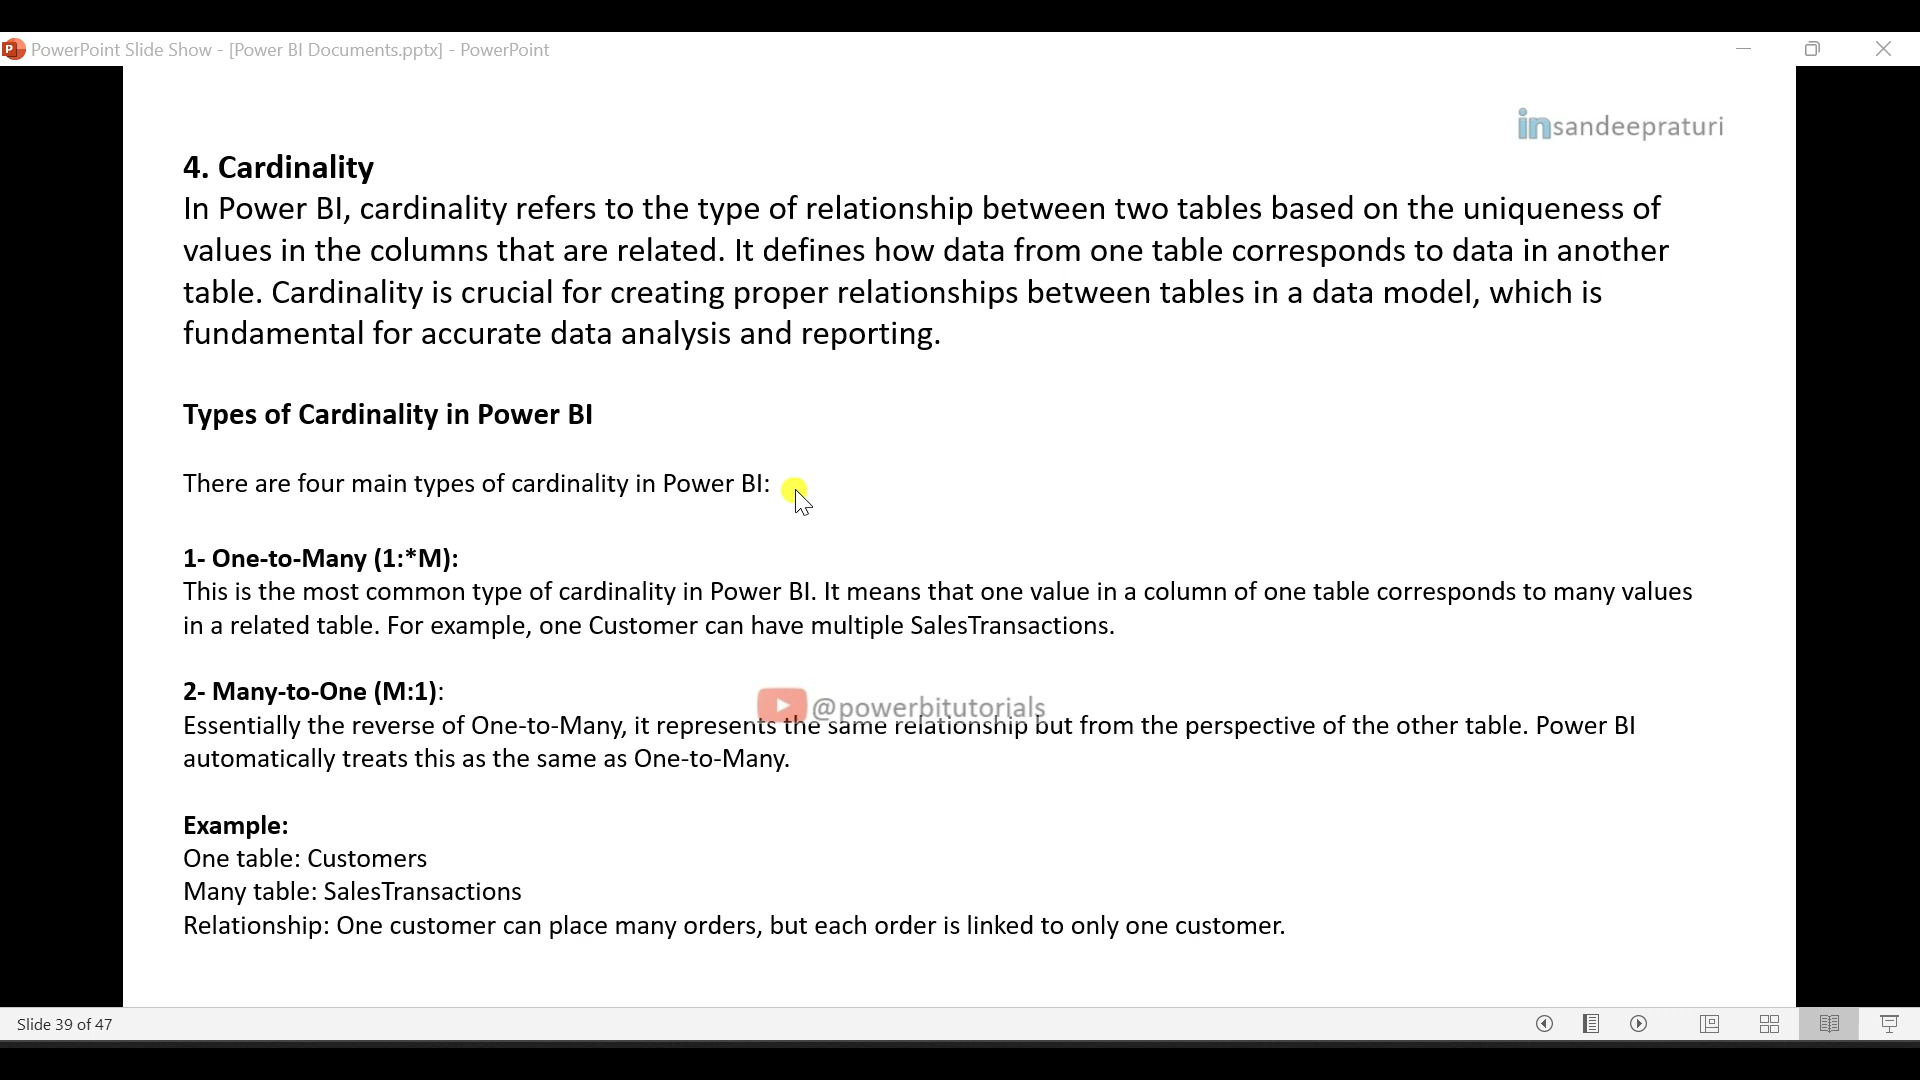 PowerPoint Slide Show - [Power BI Documents.pptx] - PowerPoint
in sandeepraturi
4. Cardinality
In Power BI, cardinality refers to the type of relationship between two tables based on the uniqueness of
values in the columns that are related. It defines how data from one table corresponds to data in another
table. Cardinality is crucial for creating proper relationships between tables in a data model, which is
fundamental for accurate data analysis and reporting.
Types of Cardinality in Power BI
There are four main types of cardinality in Power BI:
1- One-to-Many (1:*M):
This is the most common type of cardinality in Power BI. It means that one value in a column of one table corresponds to many values
in a related table. For example, one Customer can have multiple SalesTransactions.
2- Many-to-One (M:1):
@powerbitutorials
Essentially the reverse of One-to-Many, it represents the same relationship but from the perspective of the other table. Power BI
automatically treats this as the same as One-to-Many.
Example:
One table: Customers
Many table: SalesTransactions
Relationship: One customer can place many orders, but each order is linked to only one customer.
Slide 39 of 47